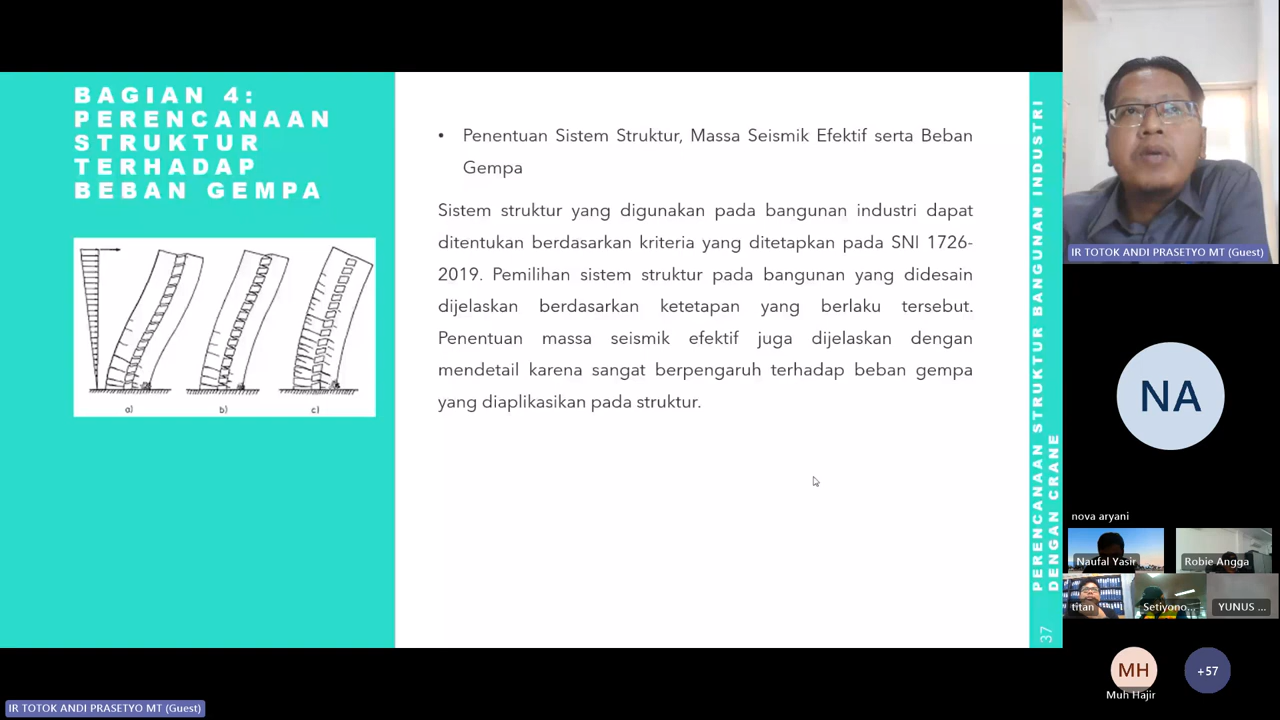 BAGIAN 4:
PERENCANAAN
STRUKTUR
TERHADAP
BEBAN GEMPA
a)
b)
c)
• Penentuan Sistem Struktur, Massa Seismik Efektif serta Beban
Gempa
Sistem struktur yang digunakan pada bangunan industri dapat
ditentukan berdasarkan kriteria yang ditetapkan pada SNI 1726-
2019. Pemilihan sistem struktur pada bangunan yang didesain
dijelaskan berdasarkan ketetapan yang berlaku tersebut.
Penentuan massa seismik efektif juga dijelaskan dengan
mendetail karena sangat berpengaruh terhadap beban gempa
yang diaplikasikan pada struktur.
PERENCANAAN STRUKTUR BANGUNAN INDUSTRI
DENGAN CRANE
37
IR TOTOK ANDI PRASETYO MT (Guest)
NA
nova aryani
Naufal Yasir
Robie Angga
titan
Setiyono...
YUNUS ...
MH
Muh Hajir
+57
IR TOTOK ANDI PRASETYO MT (Guest)